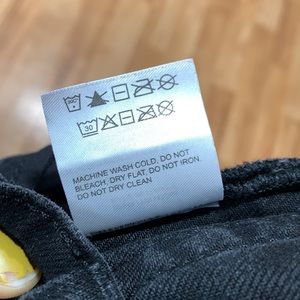 30
MACHINE WASH COLD, DO NOT
BLEACH, DRY FLAT, DO NOT IRON,
DO NOT DRY CLEAN